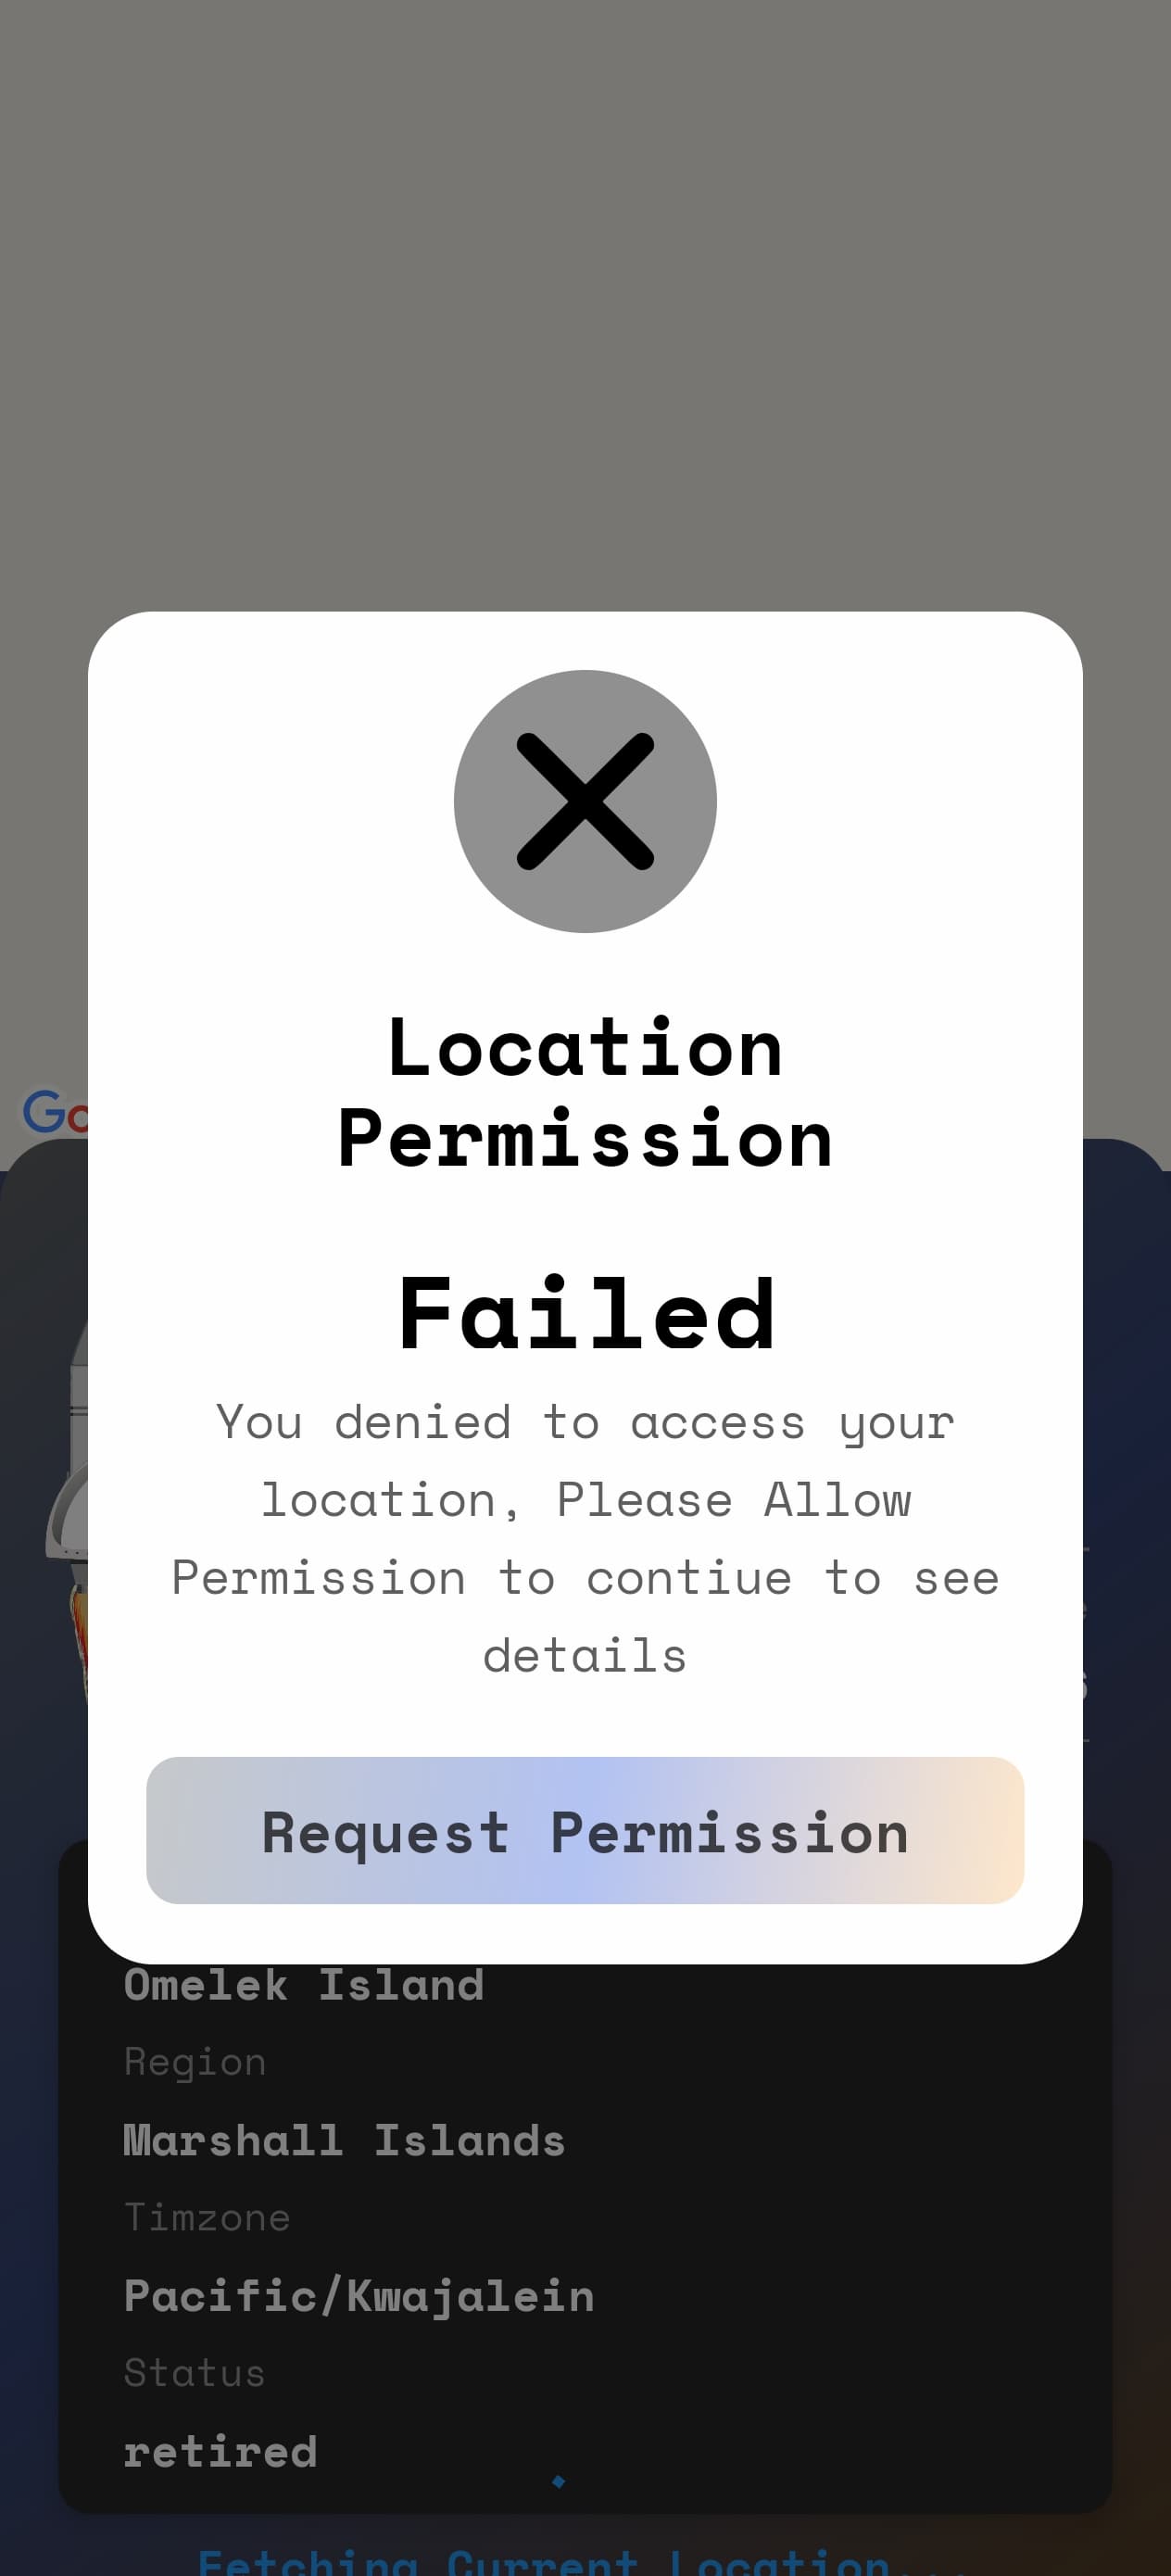 Location
Permission
Failed
You denied to access your
location, Please Allow
Permission to contiue to see
details
Request Permission
Omelek Island
Region
Marshall Islands
Timzone
Pacific/Kwajalein
Status
retired
Fetching Current Location...